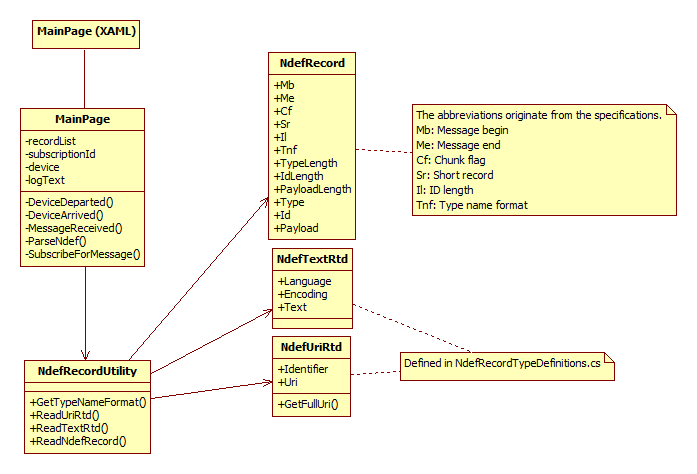 MainPage (XAML)
MainPage
-recordList
-subscriptionId
-device
-logText
-DeviceDeparted()
-DeviceArrived()
-MessageReceived()
-ParseNdef()
-SubscribeForMessage()
NdefRecordUtility
+GetTypeNameFormat()
+ReadUriRtd()
+ReadTextRtd()
+ReadNdefRecord()
NdefRecord
+Mb
+Me
+Cf
+Sr
+Il
+Tnf
+TypeLength
+IdLength
+PayloadLength
+Type
+Id
+Payload
The abbreviations originate from the specifications.
Mb: Message begin
Me: Message end
Cf: Chunk flag
Sr: Short record
Il: ID length
Tnf: Type name format
NdefTextRtd
+Language
+Encoding
+Text
NdefUriRtd
+Identifier
+Uri
+GetFullUri()
Defined in NdefRecordTypeDefinitions.cs